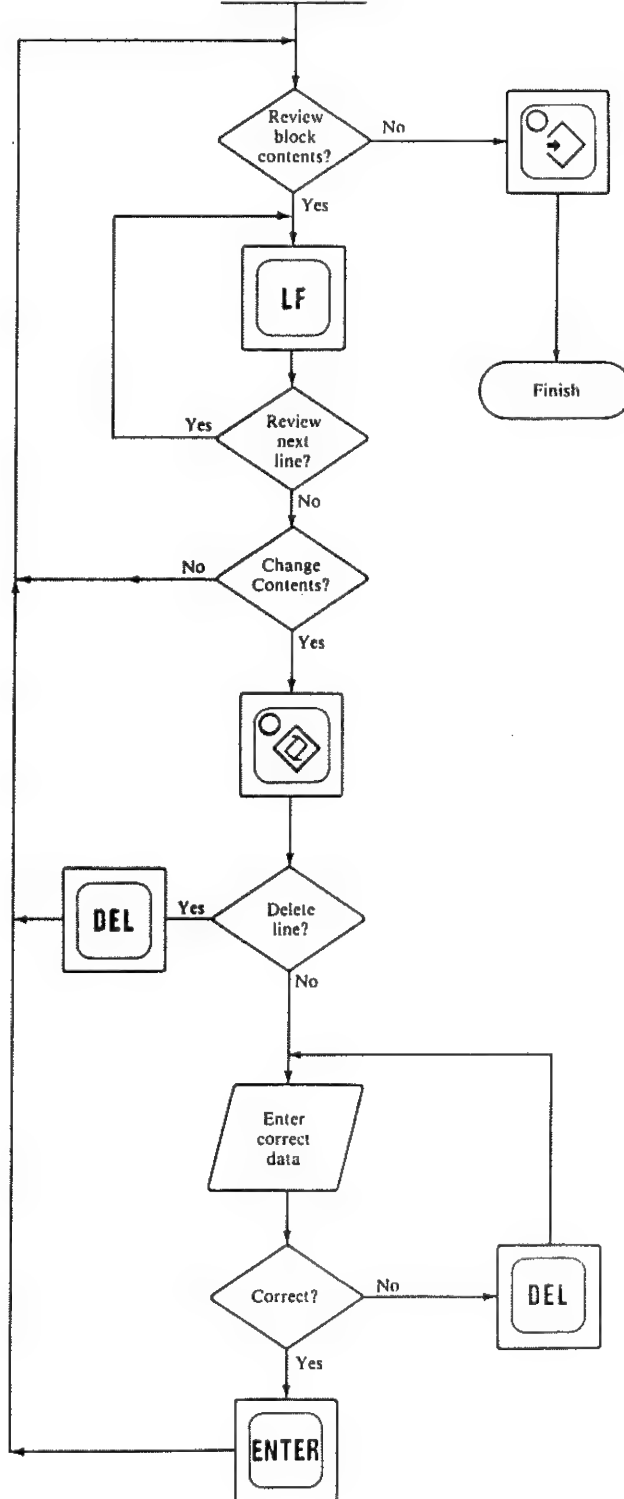 Review
block
contents?
No
Yes
LF
Finish
Yes
Review
next
line?
No
No
Change
Contents?
Yes
DEL
Yes
Delete
line?
No
Enter
correct
data
Correct?
No
DEL
Yes
ENTER